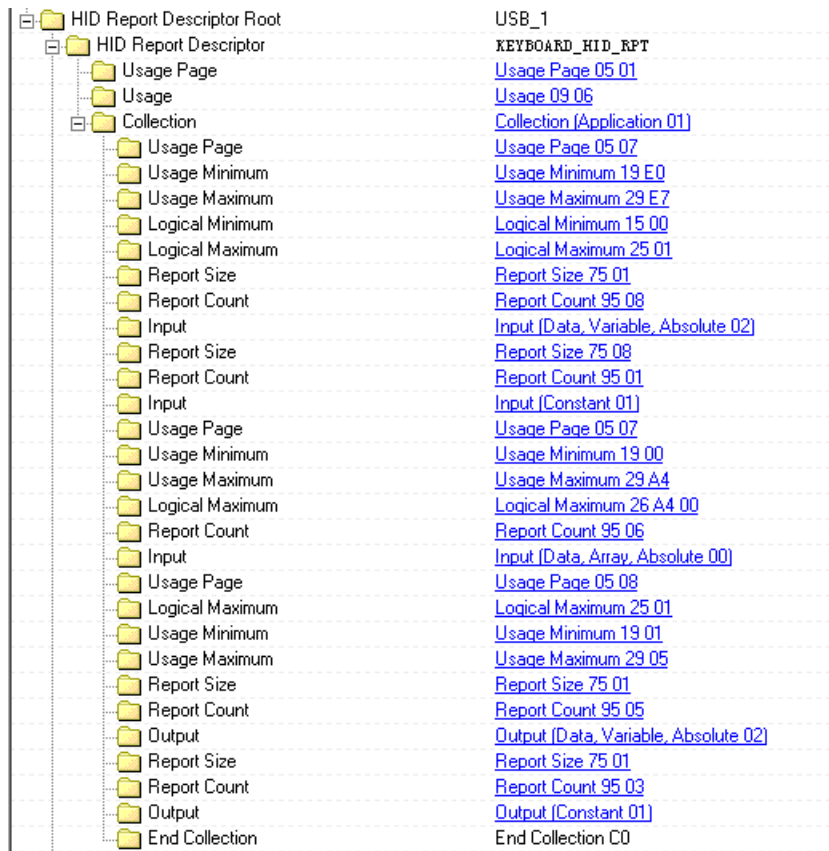 HID Report Descriptor Root USB_1
HID Report Descriptor KEYBOARD_HID_RPT
Usage Page Usage Page 05 01
Usage Usage 09 06
Collection Collection (Application 01)
Usage Page Usage Page 05 07
Usage Minimum Usage Minimum 19 E0
Usage Maximum Usage Maximum 29 E7
Logical Minimum Logical Minimum 15 00
Logical Maximum Logical Maximum 25 01
Report Size Report Size 75 01
Report Count Report Count 95 08
Input Input (Data, Variable, Absolute 02)
Report Size Report Size 75 08
Report Count Report Count 95 01
Input Input (Constant 01)
Usage Page Usage Page 05 07
Usage Minimum Usage Minimum 19 00
Usage Maximum Usage Maximum 29 A4
Logical Maximum Logical Maximum 26 A4 00
Report Count Report Count 95 06
Input Input (Data, Array, Absolute 00)
Usage Page Usage Page 05 08
Logical Maximum Logical Maximum 25 01
Usage Minimum Usage Minimum 19 01
Usage Maximum Usage Maximum 29 05
Report Size Report Size 75 01
Report Count Report Count 95 05
Output Output (Data, Variable, Absolute 02)
Report Size Report Size 75 01
Report Count Report Count 95 03
Output Output (Constant 01)
End Collection End Collection C0